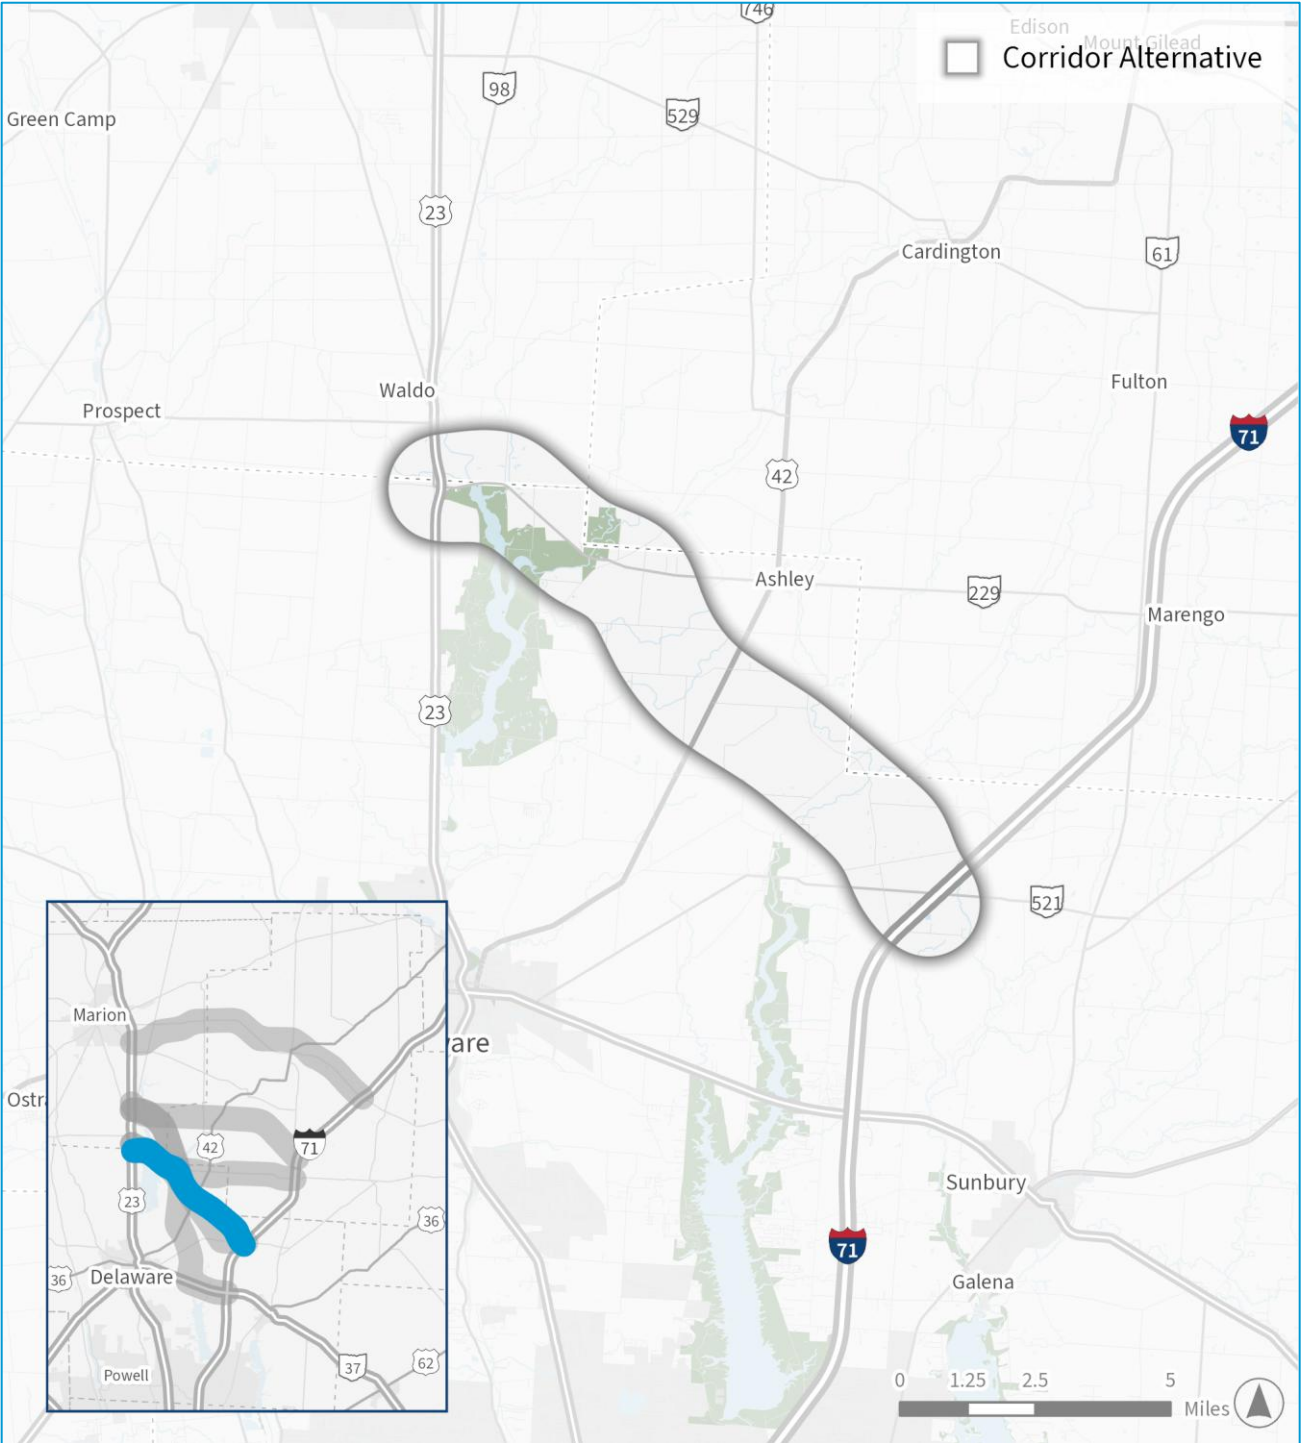 746
Edison
Mount Gilead
Corridor Alternative
98
529
Green Camp
23
Cardington
61
Waldo
Fulton
Prospect
71
42
Ashley
229
Marengo
23
521
Marion
ware
Ostr
42
71
23
36
36
Delaware
Sunbury
71
Galena
37
62
Powell
0 1.25 2.5 5
Miles